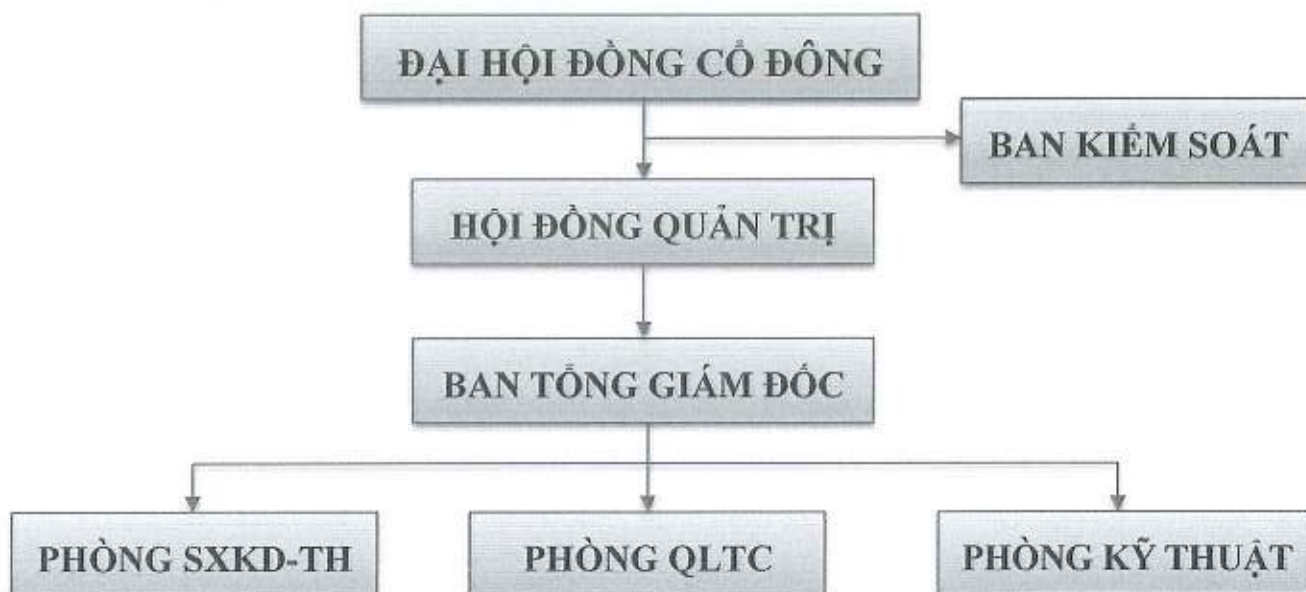 ĐẠI HỘI ĐỒNG CỔ ĐÔNG
BAN KIỂM SOÁT
HỘI ĐỒNG QUẢN TRỊ
BAN TỔNG GIÁM ĐỐC
PHÒNG SXKD-TH
PHÒNG QLTC
PHÒNG KỸ THUẬT